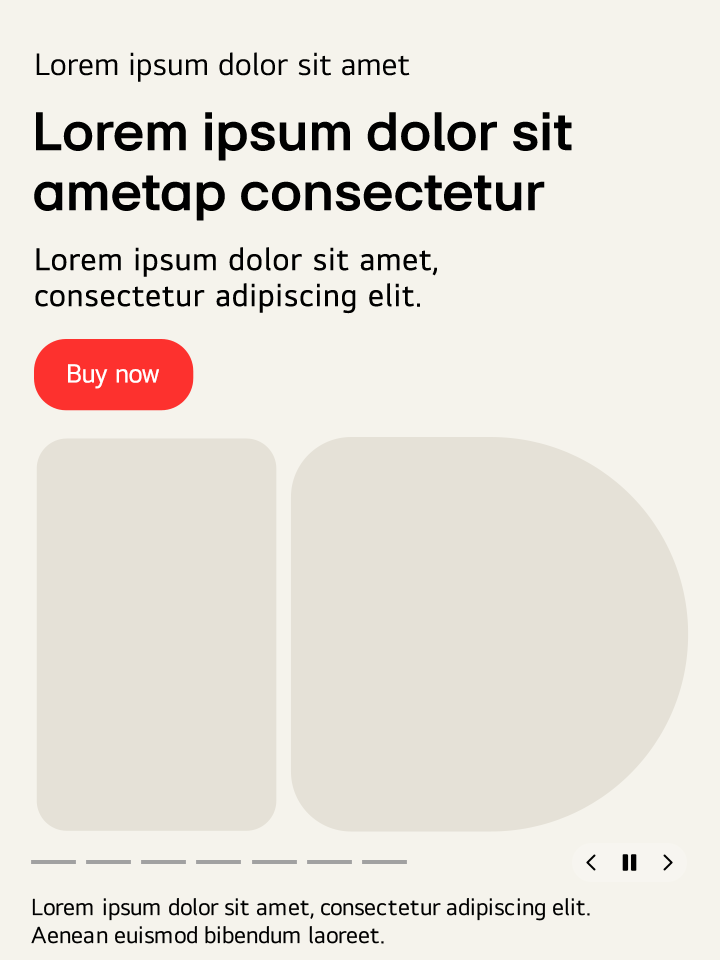 Lorem ipsum dolor sit amet
Lorem ipsum dolor sit
ametap consectetur
Lorem ipsum dolor sit amet,
consectetur adipiscing elit.
Buy now
Lorem ipsum dolor sit amet, consectetur adipiscing elit.
Aenean euismod bibendum laoreet.